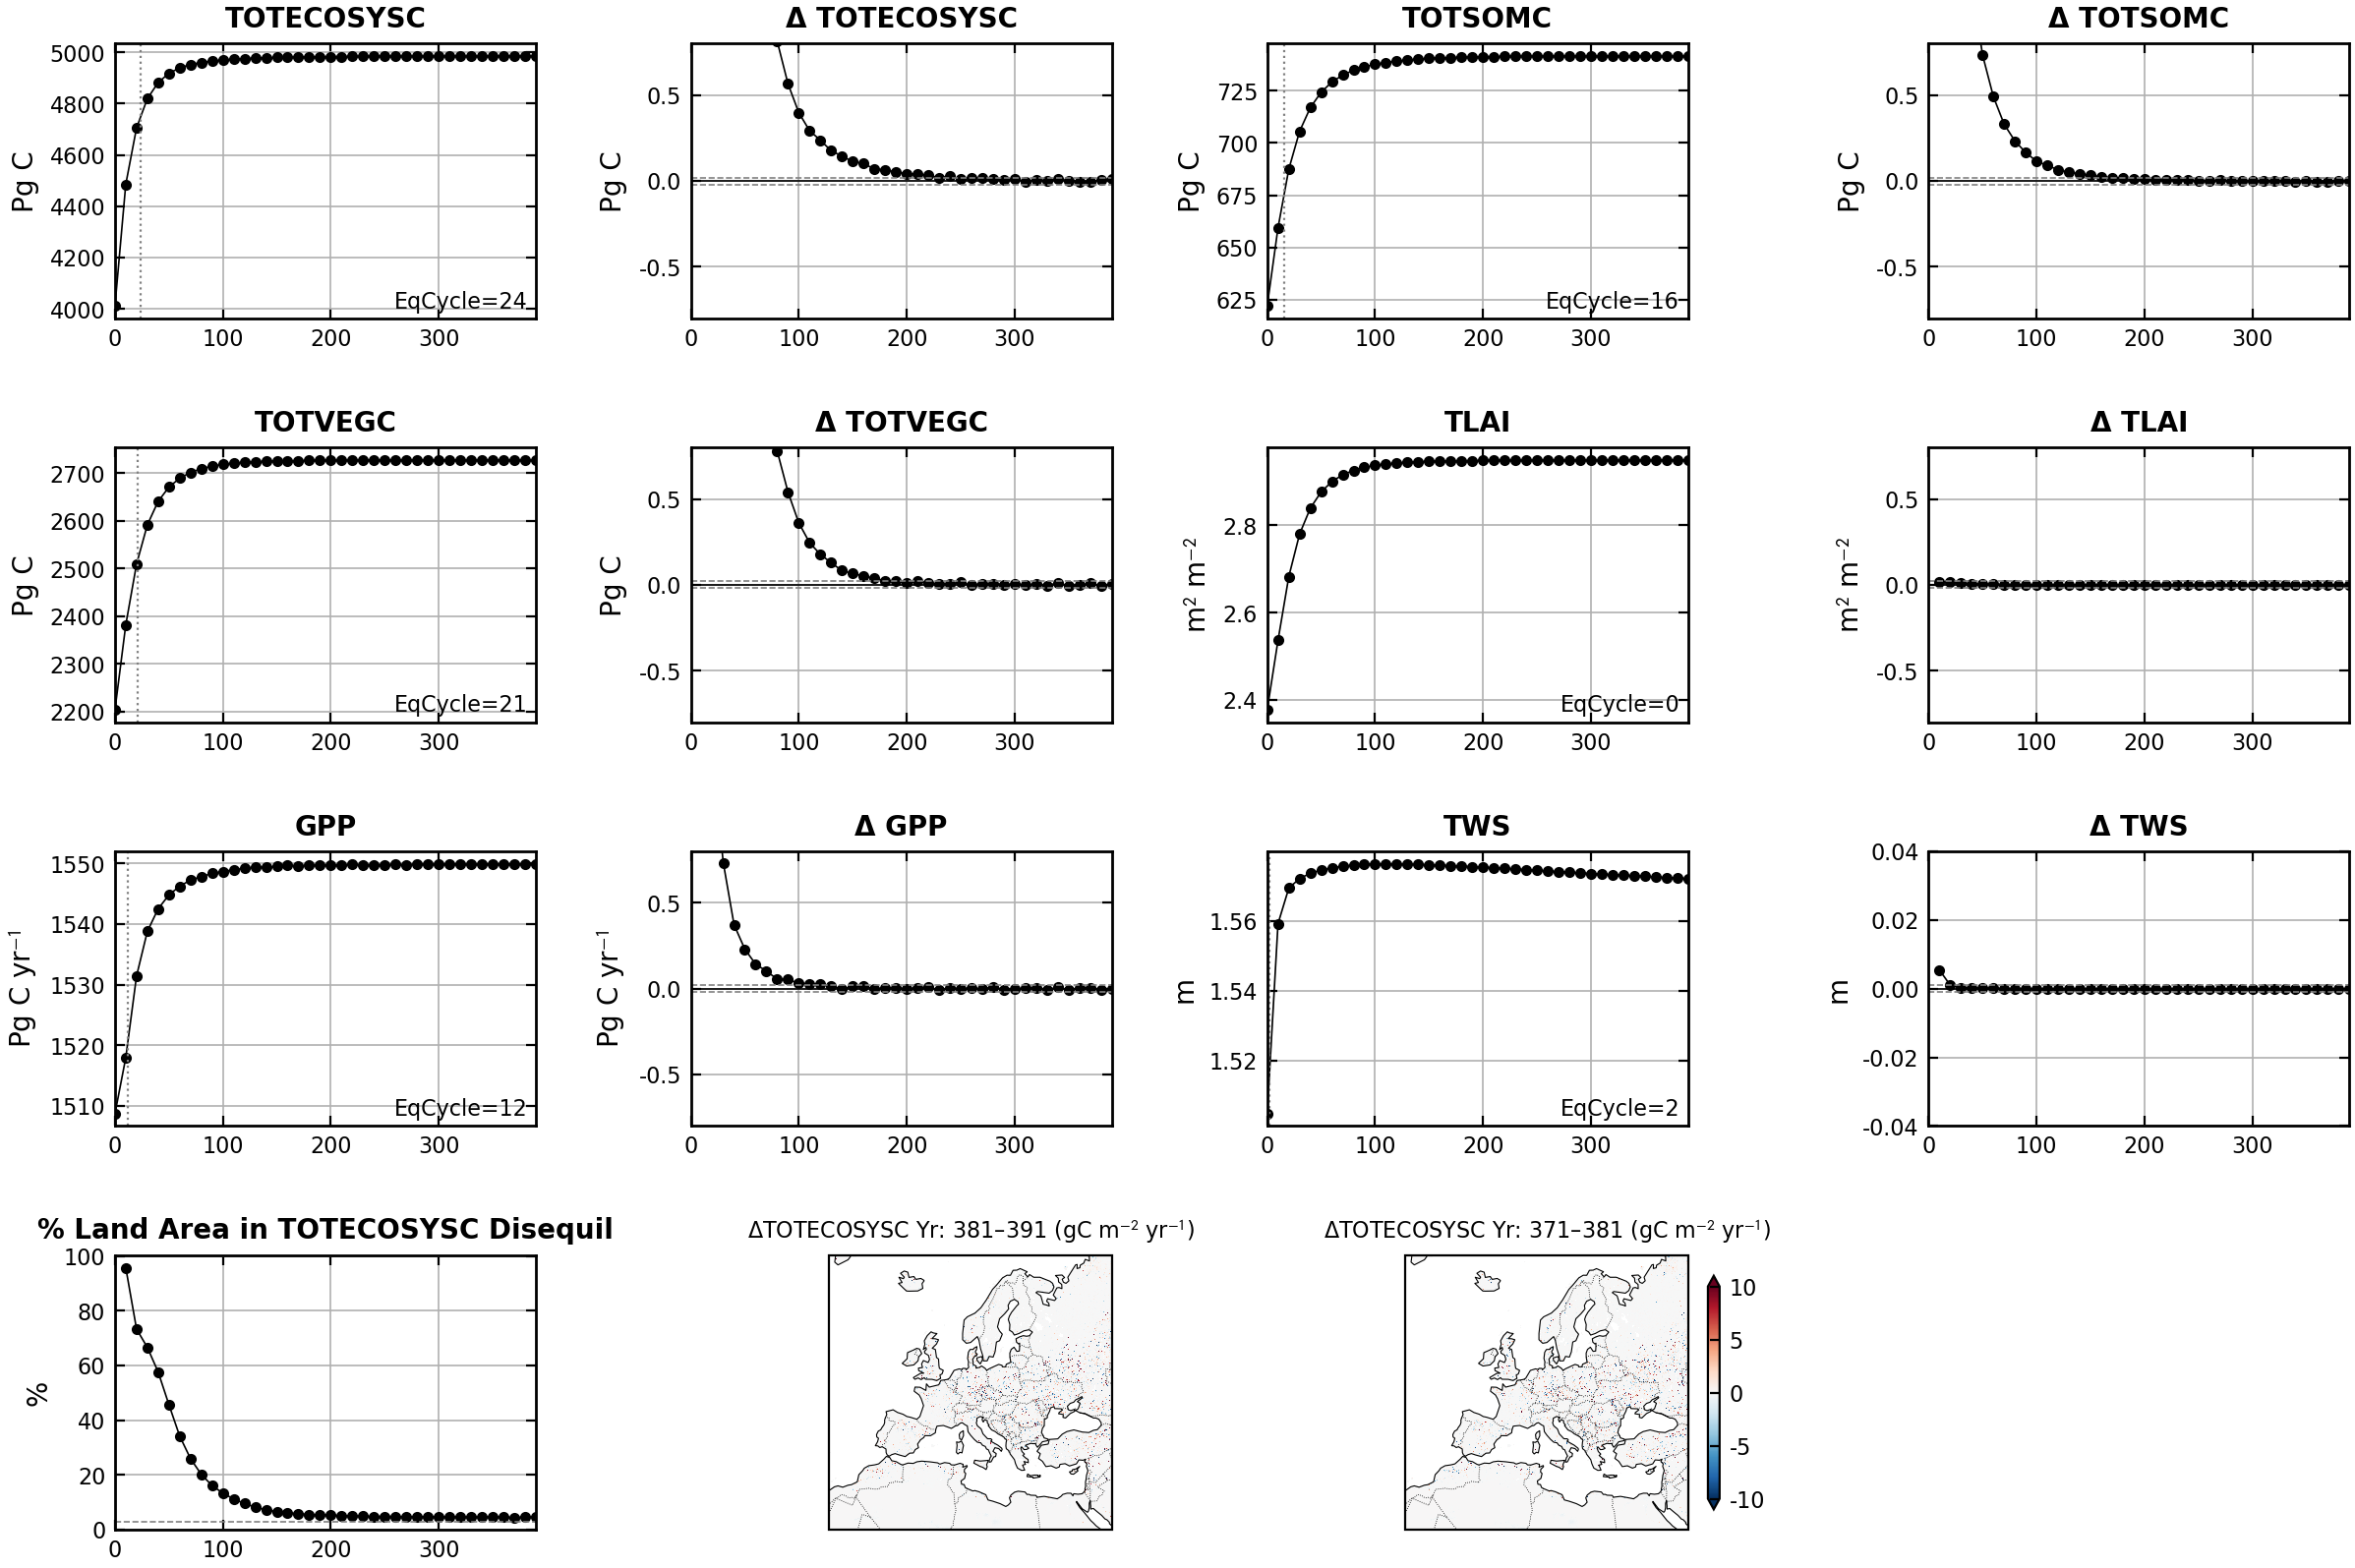 TOTECOSYSC
Δ TOTECOSYSC
TOTSOMC
Δ TOTSOMC
Pg C
5000
4800
4600
4400
4200
4000
EqCycle=24
0 100 200 300
Pg C
0.5
0.0
-0.5
0 100 200 300
Pg C
725
700
675
650
625
EqCycle=16
0 100 200 300
Pg C
0.5
0.0
-0.5
0 100 200 300
TOTVEGC
Δ TOTVEGC
TLAI
Δ TLAI
Pg C
2700
2600
2500
2400
2300
2200
EqCycle=21
0 100 200 300
Pg C
0.5
0.0
-0.5
0 100 200 300
m² m⁻²
2.8
2.6
2.4
EqCycle=0
0 100 200 300
m² m⁻²
0.5
0.0
-0.5
0 100 200 300
GPP
Δ GPP
TWS
Δ TWS
Pg C yr⁻¹
1550
1540
1530
1520
1510
EqCycle=12
0 100 200 300
Pg C yr⁻¹
0.5
0.0
-0.5
0 100 200 300
m
1.56
1.54
1.52
EqCycle=2
0 100 200 300
m
0.04
0.02
0.00
-0.02
-0.04
0 100 200 300
% Land Area in TOTECOSYSC Disequil
ΔTOTECOSYSC Yr: 381–391 (gC m⁻² yr⁻¹)
ΔTOTECOSYSC Yr: 371–381 (gC m⁻² yr⁻¹)
%
100
80
60
40
20
0
0 100 200 300
10
5
0
-5
-10